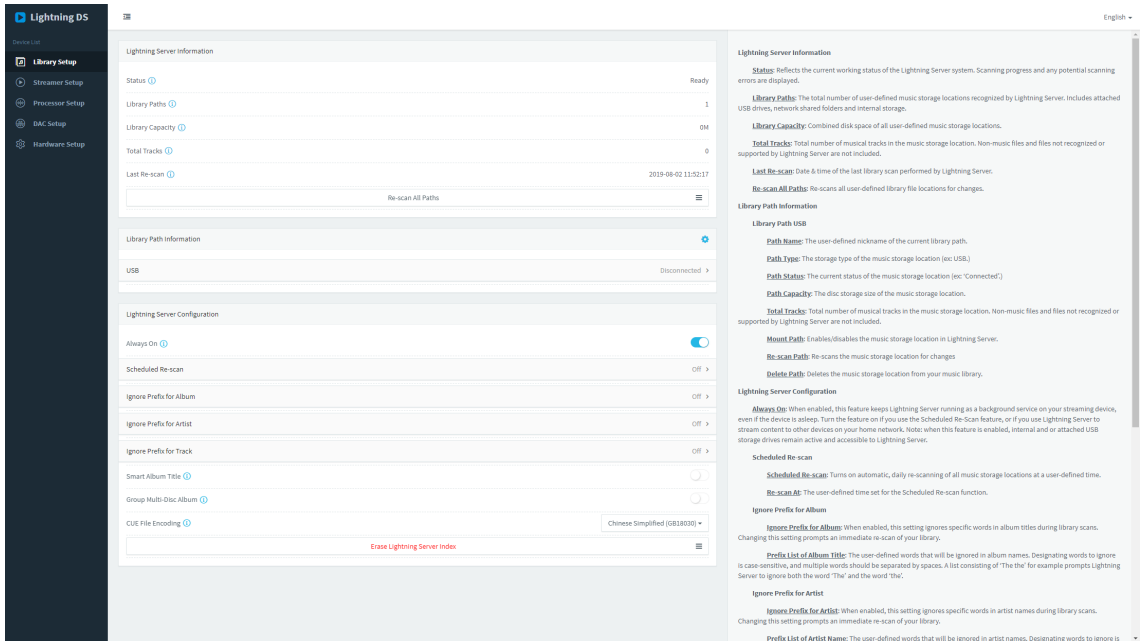 Lightning DS
English
Device List
Library Setup
Streamer Setup
Processor Setup
DAC Setup
Hardware Setup
Lightning Server Information
Status
Ready
Library Paths
1
Library Capacity
0M
Total Tracks
0
Last Re-scan
2019-08-02 11:52:17
Re-scan All Paths
Library Path Information
USB
Disconnected
Lightning Server Configuration
Always On
Scheduled Re-scan
Off
Ignore Prefix for Album
Off
Ignore Prefix for Artist
Off
Ignore Prefix for Track
Off
Smart Album Title
Group Multi-Disc Album
CUE File Encoding
Chinese Simplified (GB18030)
Erase Lightning Server Index
Lightning Server Information
Status: Reflects the current working status of the Lightning Server system. Scanning progress and any potential scanning
errors are displayed.
Library Paths: The total number of user-defined music storage locations recognized by Lightning Server. Includes attached
USB drives, network shared folders and internal storage.
Library Capacity: Combined disk space of all user-defined music storage locations.
Total Tracks: Total number of musical tracks in the music storage location. Non-music files and files not recognized or
supported by Lightning Server are not included.
Last Re-scan: Date & time of the last library scan performed by Lightning Server.
Re-scan All Paths: Re-scans all user-defined library file locations for changes.
Library Path Information
Library Path USB
Path Name: The user-defined nickname of the current library path.
Path Type: The storage type of the music storage location (ex: USB.)
Path Status: The current status of the music storage location (ex: 'Connected'.)
Path Capacity: The disc storage size of the music storage location.
Total Tracks: Total number of musical tracks in the music storage location. Non-music files and files not recognized or
supported by Lightning Server are not included.
Mount Path: Enables/disables the music storage location in Lightning Server.
Re-scan Path: Re-scans the music storage location for changes
Delete Path: Deletes the music storage location from your music library.
Lightning Server Configuration
Always On: When enabled, this feature keeps Lightning Server running as a background service on your streaming device,
even if the device is asleep. Turn the feature on if you use the Scheduled Re-Scan feature, or if you use Lightning Server to
stream content to other devices on your home network. Note: when this feature is enabled, internal and or attached USB
storage drives remain active and accessible to Lightning Server.
Scheduled Re-scan
Scheduled Re-scan: Turns on automatic, daily re-scanning of all music storage locations at a user-defined time.
Re-scan At: The user-defined time set for the Scheduled Re-scan function.
Ignore Prefix for Album
Ignore Prefix for Album: When enabled, this setting ignores specific words in album titles during library scans.
Changing this setting prompts an immediate re-scan of your library.
Prefix List of Album Title: The user-defined words that will be ignored in album names. Designating words to ignore
is case-sensitive, and multiple words should be separated by spaces. A list consisting of 'The the' for example prompts Lightning
Server to ignore both the word 'The' and the word 'the'.
Ignore Prefix for Artist
Ignore Prefix for Artist: When enabled, this setting ignores specific words in artist names during library scans.
Changing this setting prompts an immediate re-scan of your library.
Prefix List of Artist Name: The user-defined words that will be ignored in artist names. Designating words to ignore is